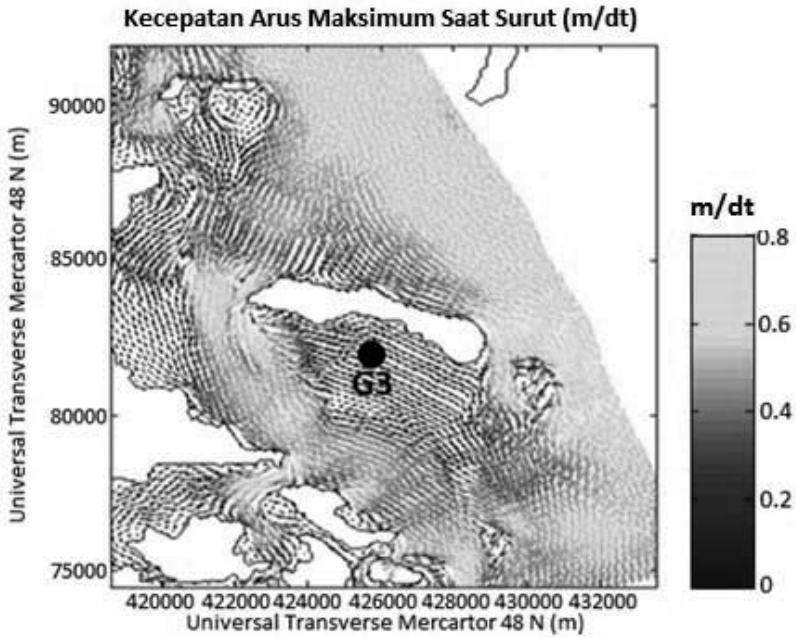 Kecepatan Arus Maksimum Saat Surut (m/dt)
Universal Transverse Mercartor 48 N (m)
90000
85000
80000
75000
G3
420000 422000 424000 426000 428000 430000 432000
Universal Transverse Mercartor 48 N (m)
m/dt
0.8
0.6
0.4
0.2
0